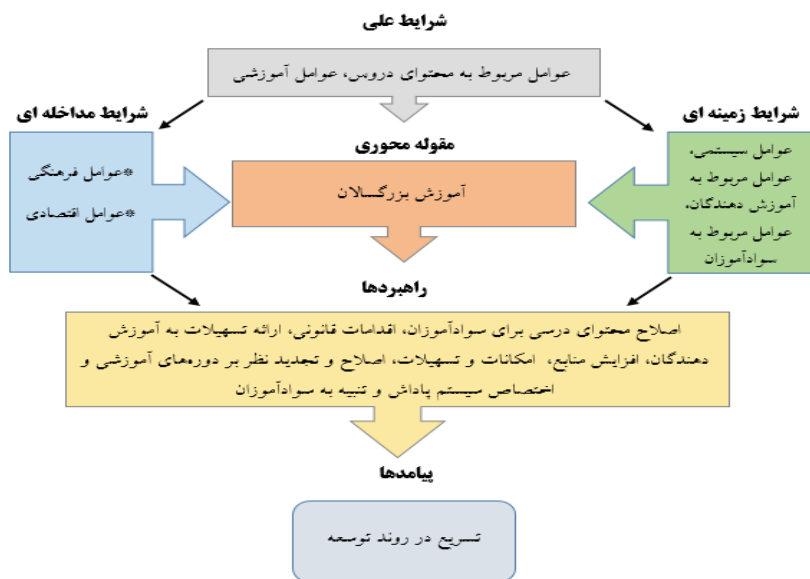 شرایط علی
عوامل مربوط به محتوای دروس، عوامل آموزشی
شرایط زمینه ای
عوامل سیستمی،
عوامل مربوط به
آموزش دهندگان،
عوامل مربوط به
سوادآموزان
شرایط مداخله ای
*عوامل فرهنگی
*عوامل اقتصادی
مقوله محوری
آموزش بزرگسالان
راهبردها
اصلاح محتوای درسی برای سوادآموزان، اقدامات قانونی، ارائه تسهیلات به آموزش
دهندگان، افزایش منابع، امکانات و تسهیلات، اصلاح و تجدید نظر بر دوره‌های آموزشی و
اختصاص سیستم پاداش و تنبیه به سوادآموزان
پیامدها
تسریع در روند توسعه